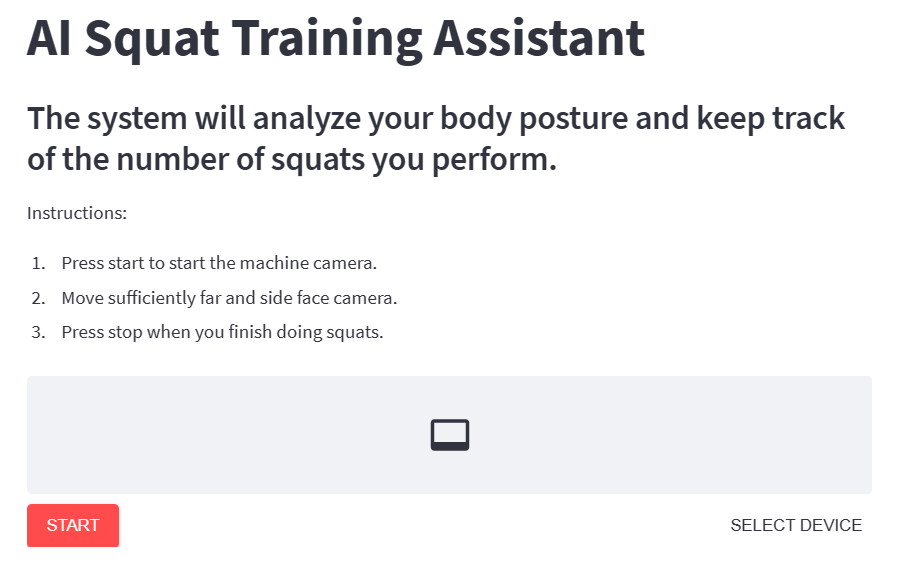 AI Squat Training Assistant
The system will analyze your body posture and keep track
of the number of squats you perform.
Instructions:
1. Press start to start the machine camera.
2. Move sufficiently far and side face camera.
3. Press stop when you finish doing squats.
START
SELECT DEVICE